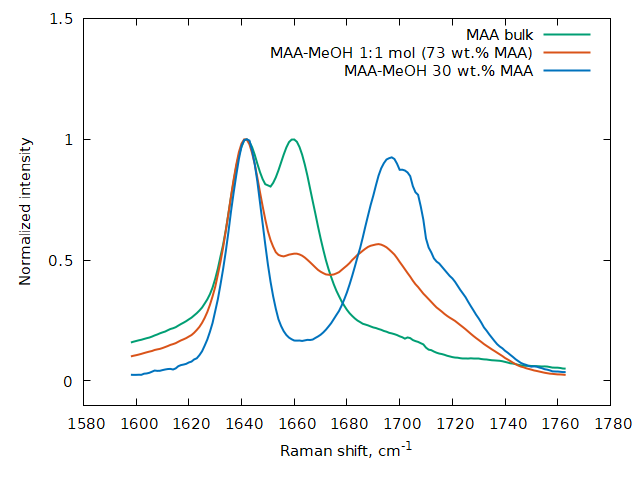 1.5
MAA bulk
MAA-MeOH 1:1 mol (73 wt.% MAA)
MAA-MeOH 30 wt.% MAA
1
0.5
0
Normalized intensity
1580 1600 1620 1640 1660 1680 1700 1720 1740 1760 1780
Raman shift, cm⁻¹